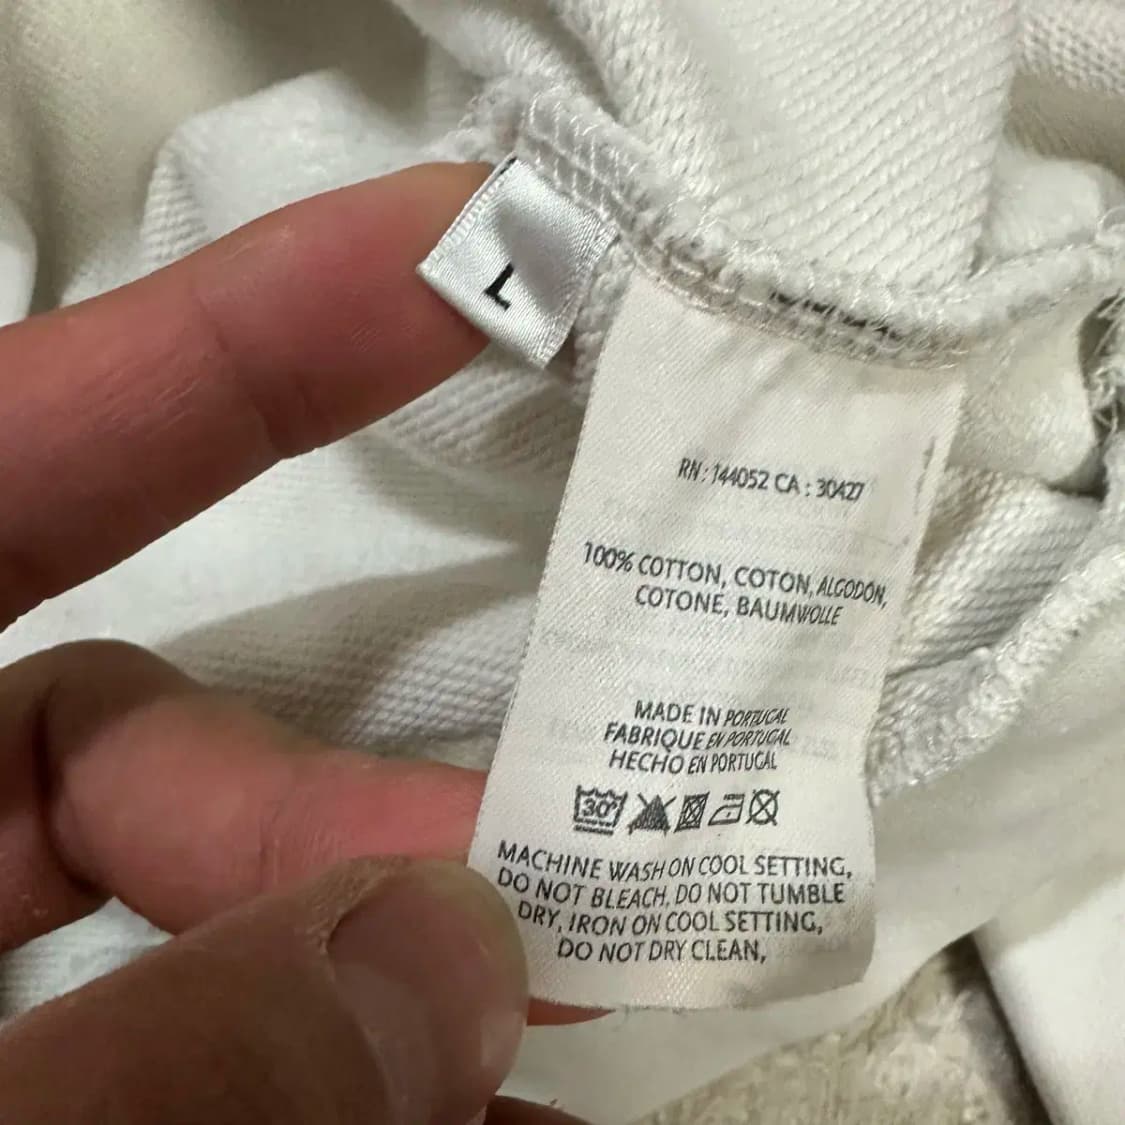 L
RN : 144052 CA : 30427
100% COTTON, COTON, ALGODÓN,
COTONE, BAUMWOLLE
MADE IN PORTUGAL
FABRIQUE EN PORTUGAL
HECHO EN PORTUGAL
30°
MACHINE WASH ON COOL SETTING,
DO NOT BLEACH, DO NOT TUMBLE
DRY, IRON ON COOL SETTING,
DO NOT DRY CLEAN,